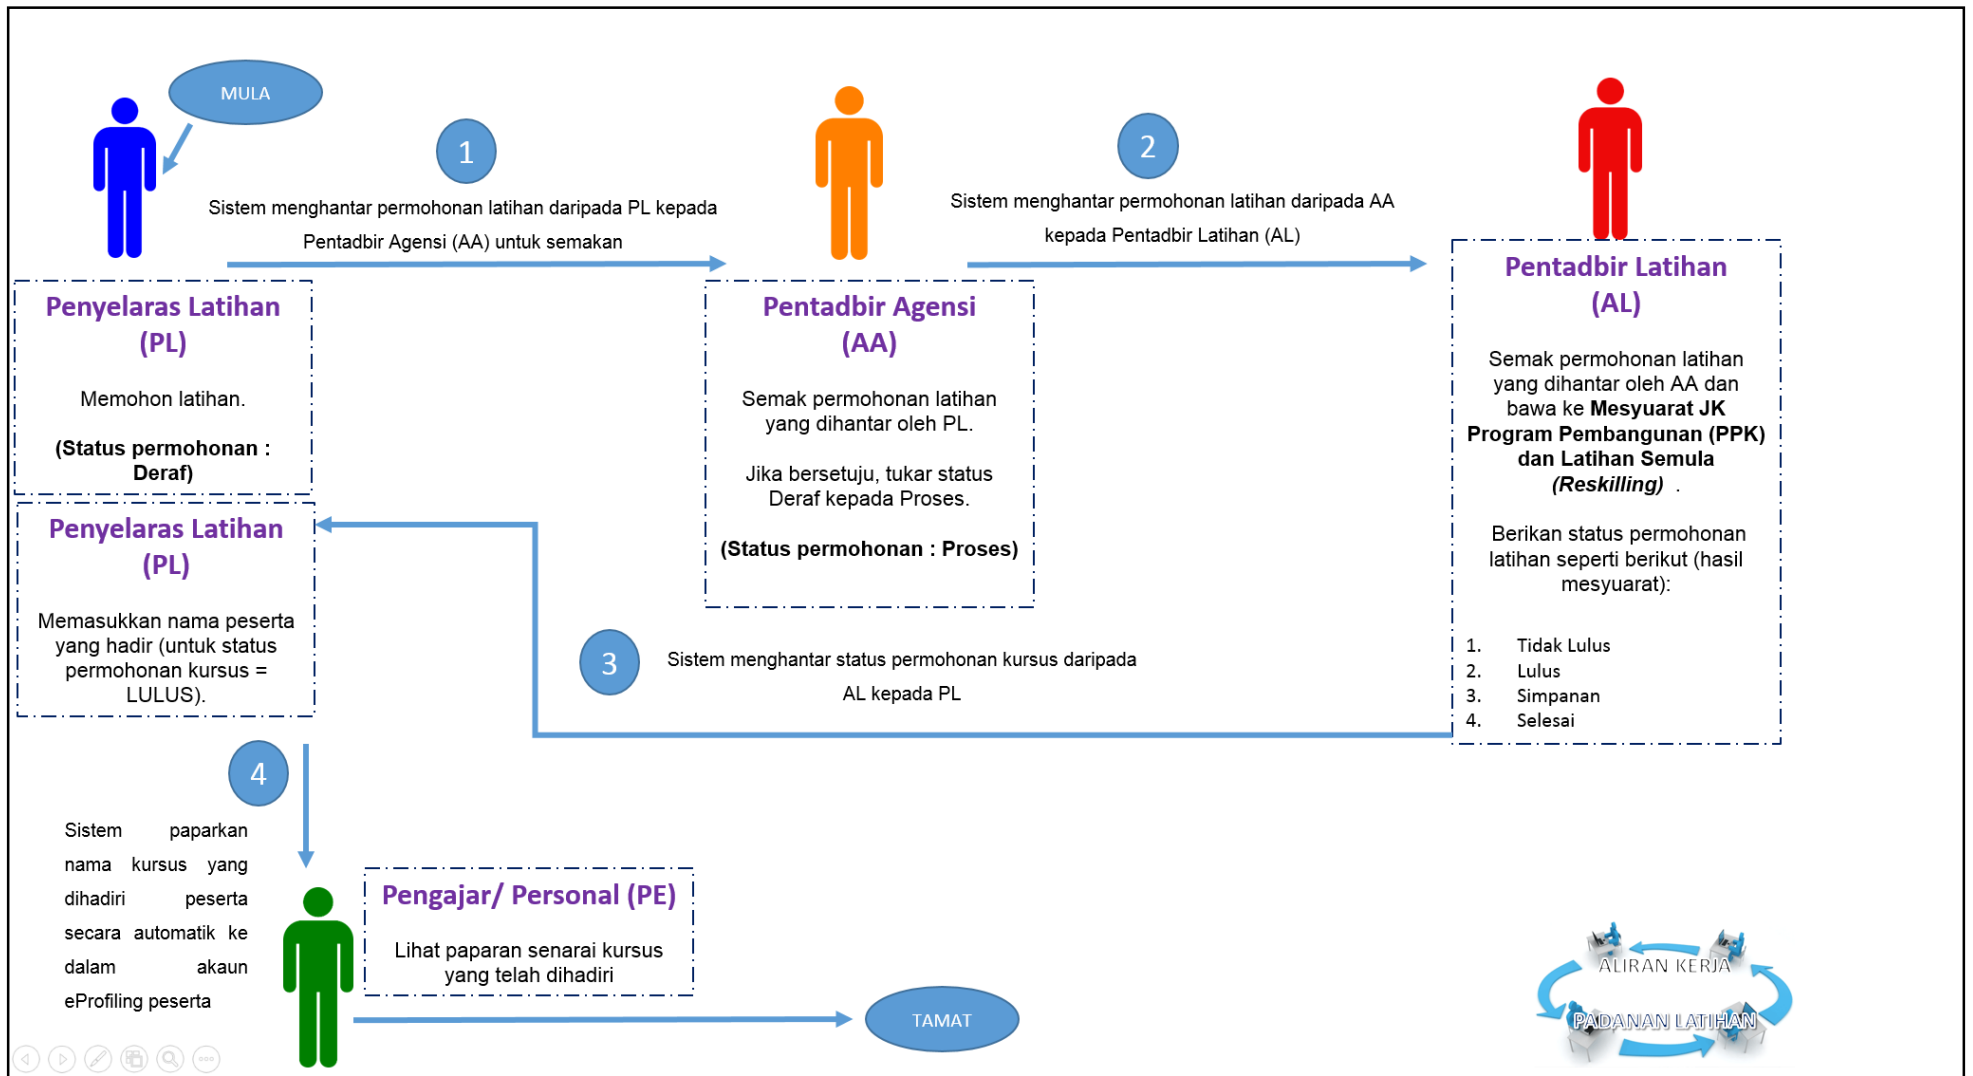 MULA
1
Sistem menghantar permohonan latihan daripada PL kepada
Pentadbir Agensi (AA) untuk semakan
2
Sistem menghantar permohonan latihan daripada AA
kepada Pentadbir Latihan (AL)
Penyelaras Latihan
(PL)
Memohon latihan.
(Status permohonan :
Deraf)
Pentadbir Agensi
(AA)
Semak permohonan latihan
yang dihantar oleh PL.
Jika bersetuju, tukar status
Deraf kepada Proses.
(Status permohonan : Proses)
Pentadbir Latihan
(AL)
Semak permohonan latihan
yang dihantar oleh AA dan
bawa ke Mesyuarat JK
Program Pembangunan (PPK)
dan Latihan Semula
(Reskilling) .
Berikan status permohonan
latihan seperti berikut (hasil
mesyuarat):
1. Tidak Lulus
2. Lulus
3. Simpanan
4. Selesai
3
Sistem menghantar status permohonan kursus daripada
AL kepada PL
Penyelaras Latihan
(PL)
Memasukkan nama peserta
yang hadir (untuk status
permohonan kursus =
LULUS).
4
Sistem paparkan
nama kursus yang
dihadiri peserta
secara automatik ke
dalam akaun
eProfiling peserta
Pengajar/ Personal (PE)
Lihat paparan senarai kursus
yang telah dihadiri
TAMAT
ALIRAN KERJA
PADANAN LATIHAN